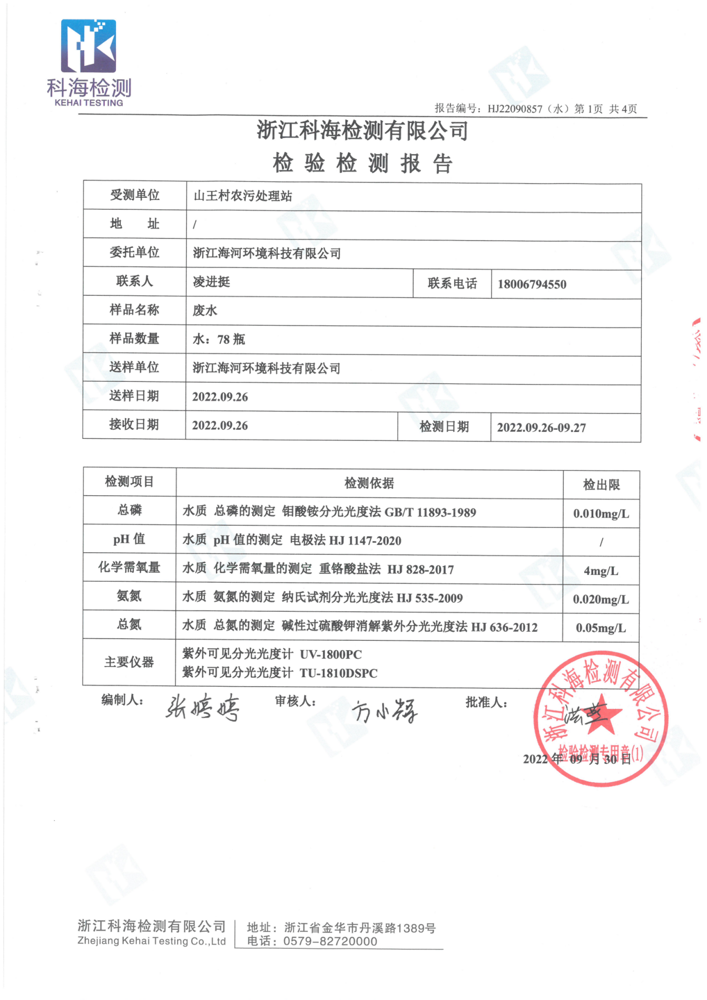 科海检测
KEHAI TESTING
报告编号：HJ22090857（水）第 1页 共 4页
浙江科海检测有限公司
检验检测报告
受测单位 山王村农污处理站
地 址 /
委托单位 浙江海河环境科技有限公司
联系人 凌进挺 联系电话 18006794550
样品名称 废水
样品数量 水：78 瓶
送样单位 浙江海河环境科技有限公司
送样日期 2022.09.26
接收日期 2022.09.26 检测日期 2022.09.26-09.27
检测项目 检测依据 检出限
总磷 水质 总磷的测定 钼酸铵分光光度法 GB/T 11893-1989 0.010mg/L
pH 值 水质 pH 值的测定 电极法 HJ 1147-2020 /
化学需氧量 水质 化学需氧量的测定 重铬酸盐法 HJ 828-2017 4mg/L
氨氮 水质 氨氮的测定 纳氏试剂分光光度法 HJ 535-2009 0.020mg/L
总氮 水质 总氮的测定 碱性过硫酸钾消解紫外分光光度法 HJ 636-2012 0.05mg/L
主要仪器 紫外可见分光光度计 UV-1800PC
紫外可见分光光度计 TU-1810DSPC
编制人： 张婷婷 审核人： 方小辉 批准人： 洪燕
浙江科海检测有限公司
检验检测专用章(1)
2022 年 09 月 30 日
浙江科海检测有限公司 地址：浙江省金华市丹溪路1389号
Zhejiang Kehai Testing Co.,Ltd 电话：0579-82720000